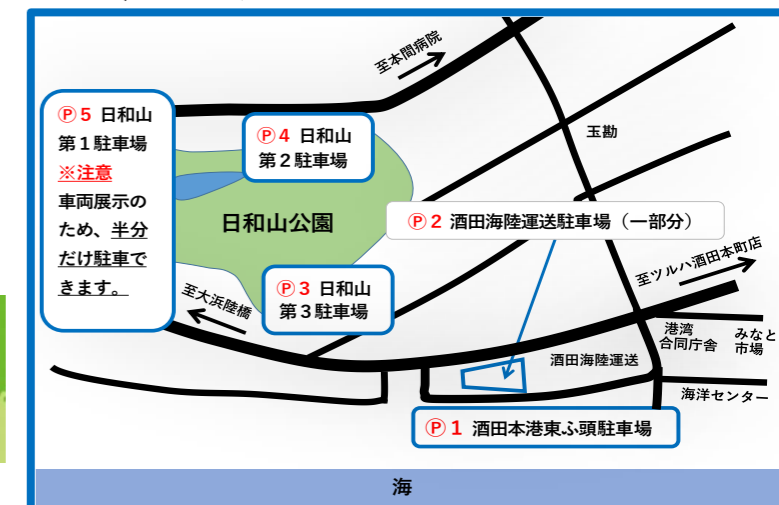 至本間病院
Ⓟ5 日和山
第1駐車場
※注意
車両展示の
ため、半分
だけ駐車で
きます。
Ⓟ4 日和山
第2駐車場
玉勘
日和山公園
Ⓟ2 酒田海陸運送駐車場（一部分）
至ツルハ酒田本町店
Ⓟ3 日和山
第3駐車場
至大浜陸橋
港湾
合同庁舎
みなと
市場
酒田海陸運送
海洋センター
Ⓟ1 酒田本港東ふ頭駐車場
海